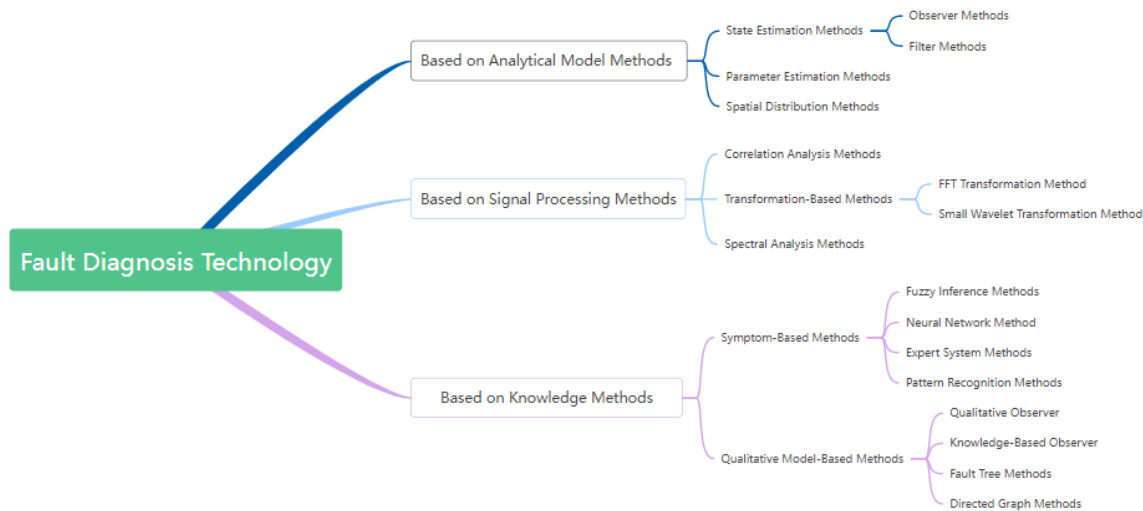 Fault Diagnosis Technology
Based on Analytical Model Methods
State Estimation Methods
Observer Methods
Filter Methods
Parameter Estimation Methods
Spatial Distribution Methods
Based on Signal Processing Methods
Correlation Analysis Methods
Transformation-Based Methods
FFT Transformation Method
Small Wavelet Transformation Method
Spectral Analysis Methods
Based on Knowledge Methods
Symptom-Based Methods
Fuzzy Inference Methods
Neural Network Method
Expert System Methods
Pattern Recognition Methods
Qualitative Model-Based Methods
Qualitative Observer
Knowledge-Based Observer
Fault Tree Methods
Directed Graph Methods